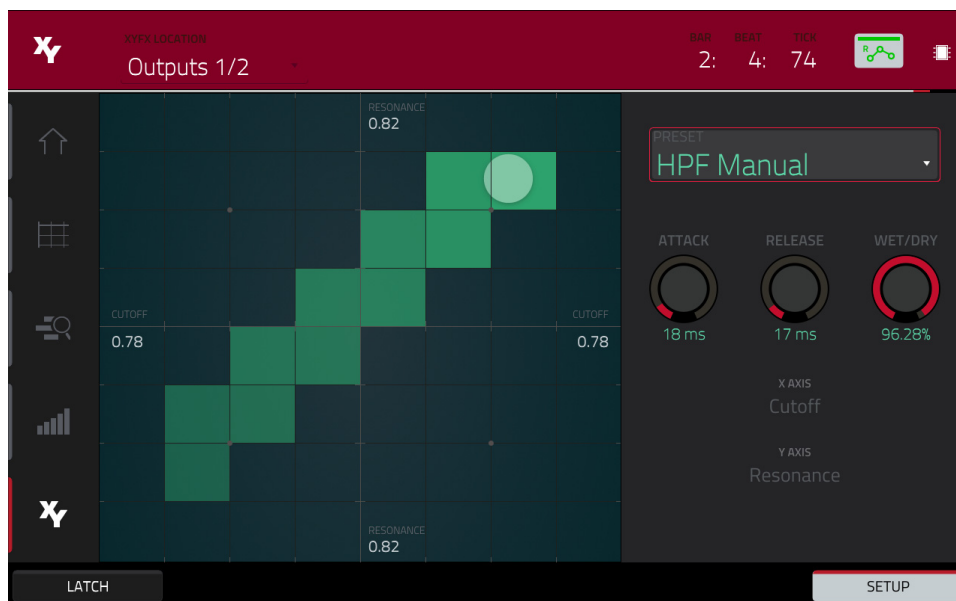 XY
XYFX LOCATION
Outputs 1/2
BAR BEAT TICK
2: 4: 74
R
RESONANCE
0.82
CUTOFF
0.78
CUTOFF
0.78
RESONANCE
0.82
PRESET
HPF Manual
ATTACK RELEASE WET/DRY
18 ms 17 ms 96.28%
X AXIS
Cutoff
Y AXIS
Resonance
XY
LATCH
SETUP